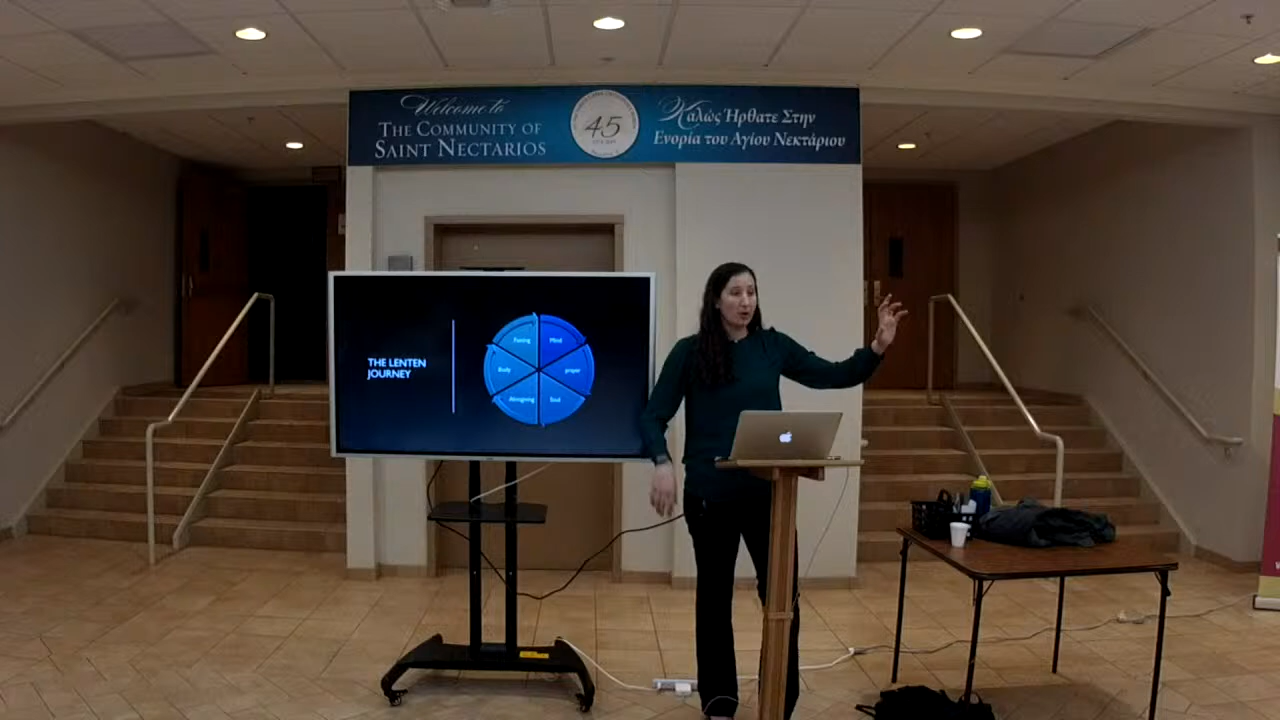 Welcome to
THE COMMUNITY OF
SAINT NECTARIOS
45
Καλώς Ήρθατε Στην
Ενορία του Αγίου Νεκτάριου
THE LENTEN
JOURNEY
Fasting
Mind
Body
prayer
Almsgiving
Soul